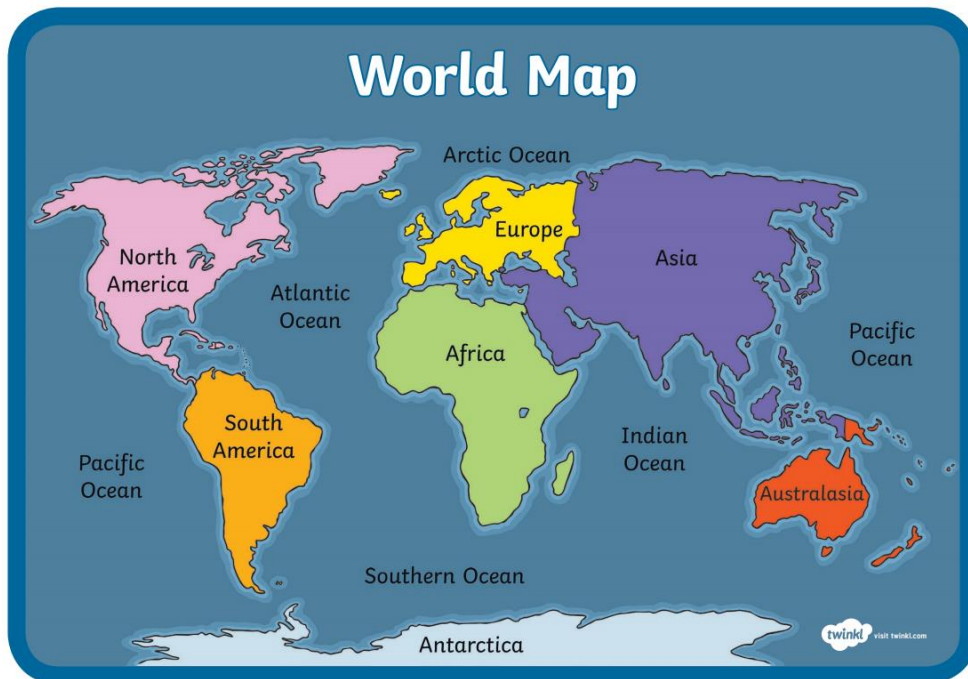 World Map
Arctic Ocean
North
America
Europe
Asia
Atlantic
Ocean
Pacific
Ocean
Africa
South
America
Indian
Ocean
Pacific
Ocean
Australasia
Southern Ocean
Antarctica
twinkl visit twinkl.com